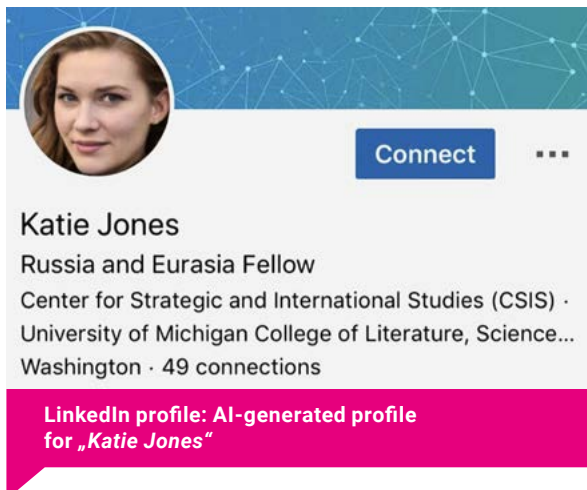 Connect
Katie Jones
Russia and Eurasia Fellow
Center for Strategic and International Studies (CSIS) ·
University of Michigan College of Literature, Science...
Washington · 49 connections
LinkedIn profile: AI-generated profile
for „Katie Jones“